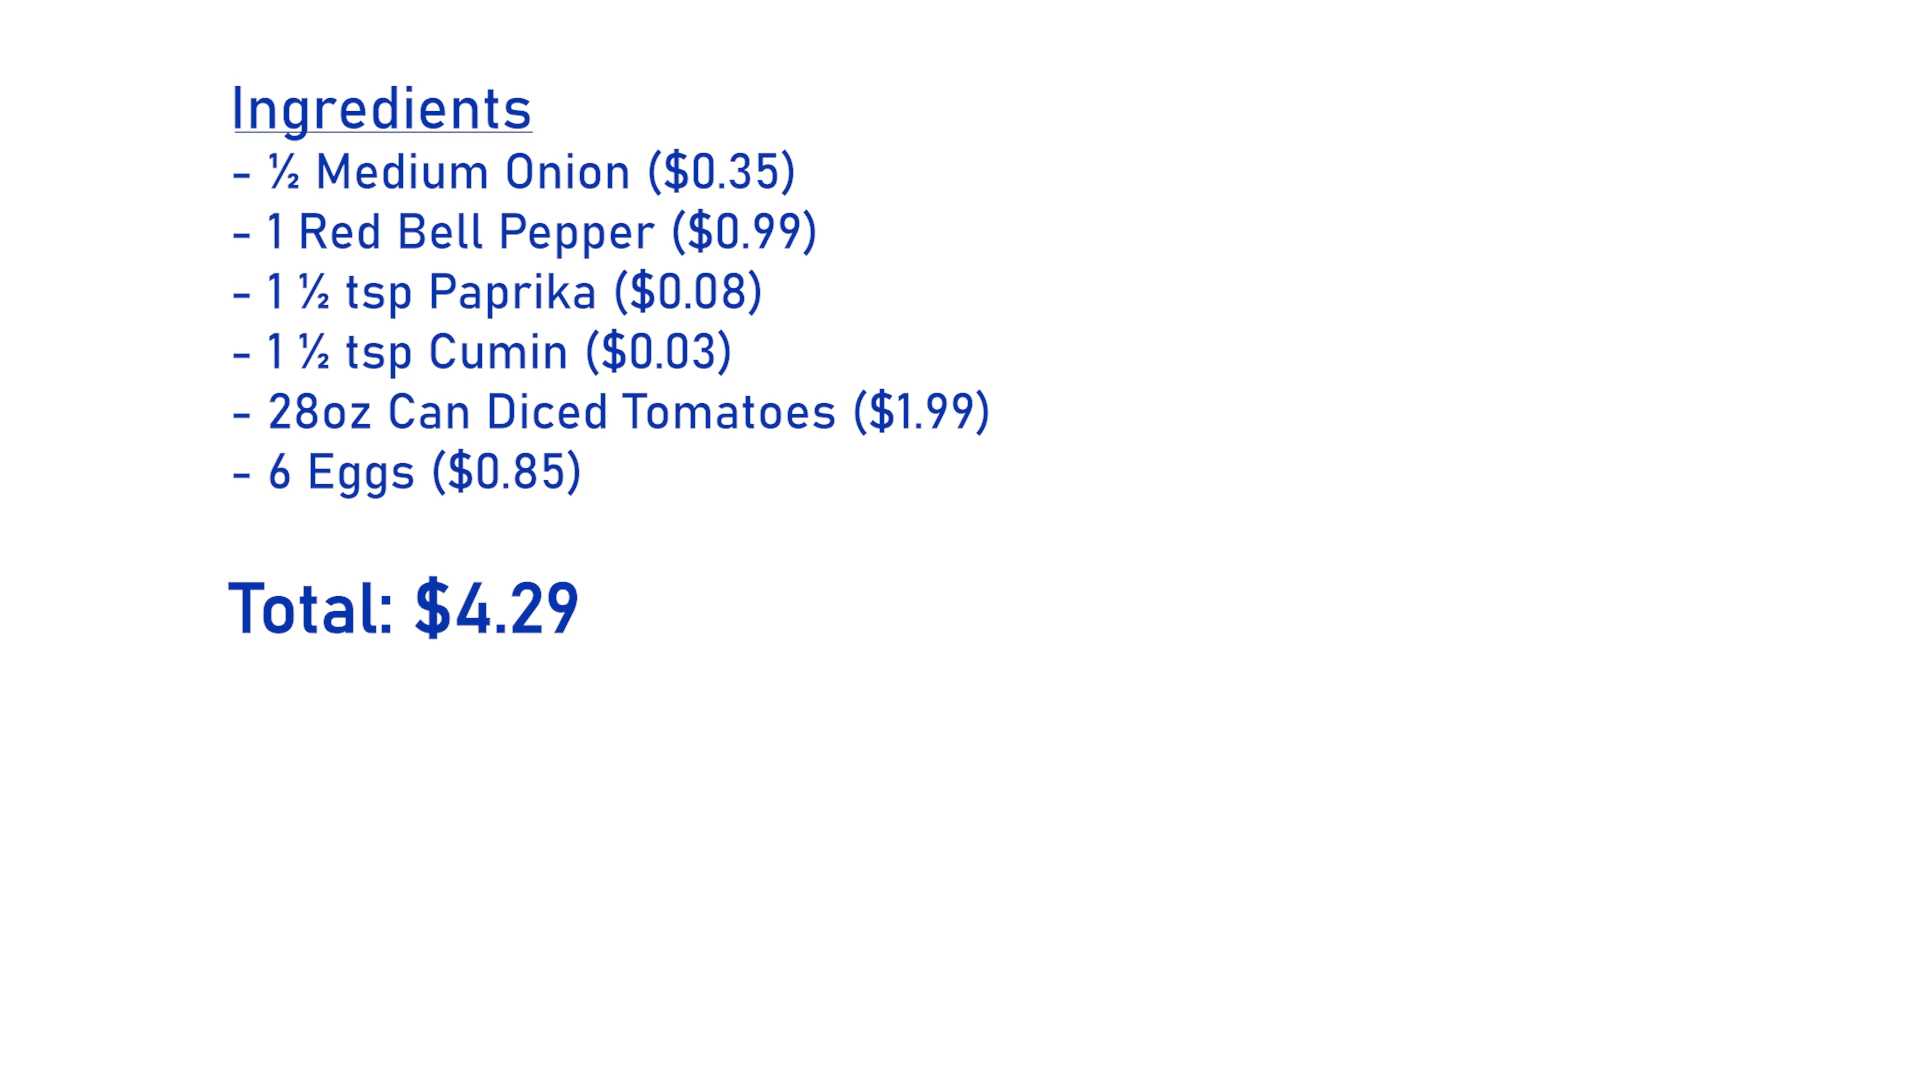 Ingredients
- ½ Medium Onion ($0.35)
- 1 Red Bell Pepper ($0.99)
- 1 ½ tsp Paprika ($0.08)
- 1 ½ tsp Cumin ($0.03)
- 28oz Can Diced Tomatoes ($1.99)
- 6 Eggs ($0.85)
Total: $4.29